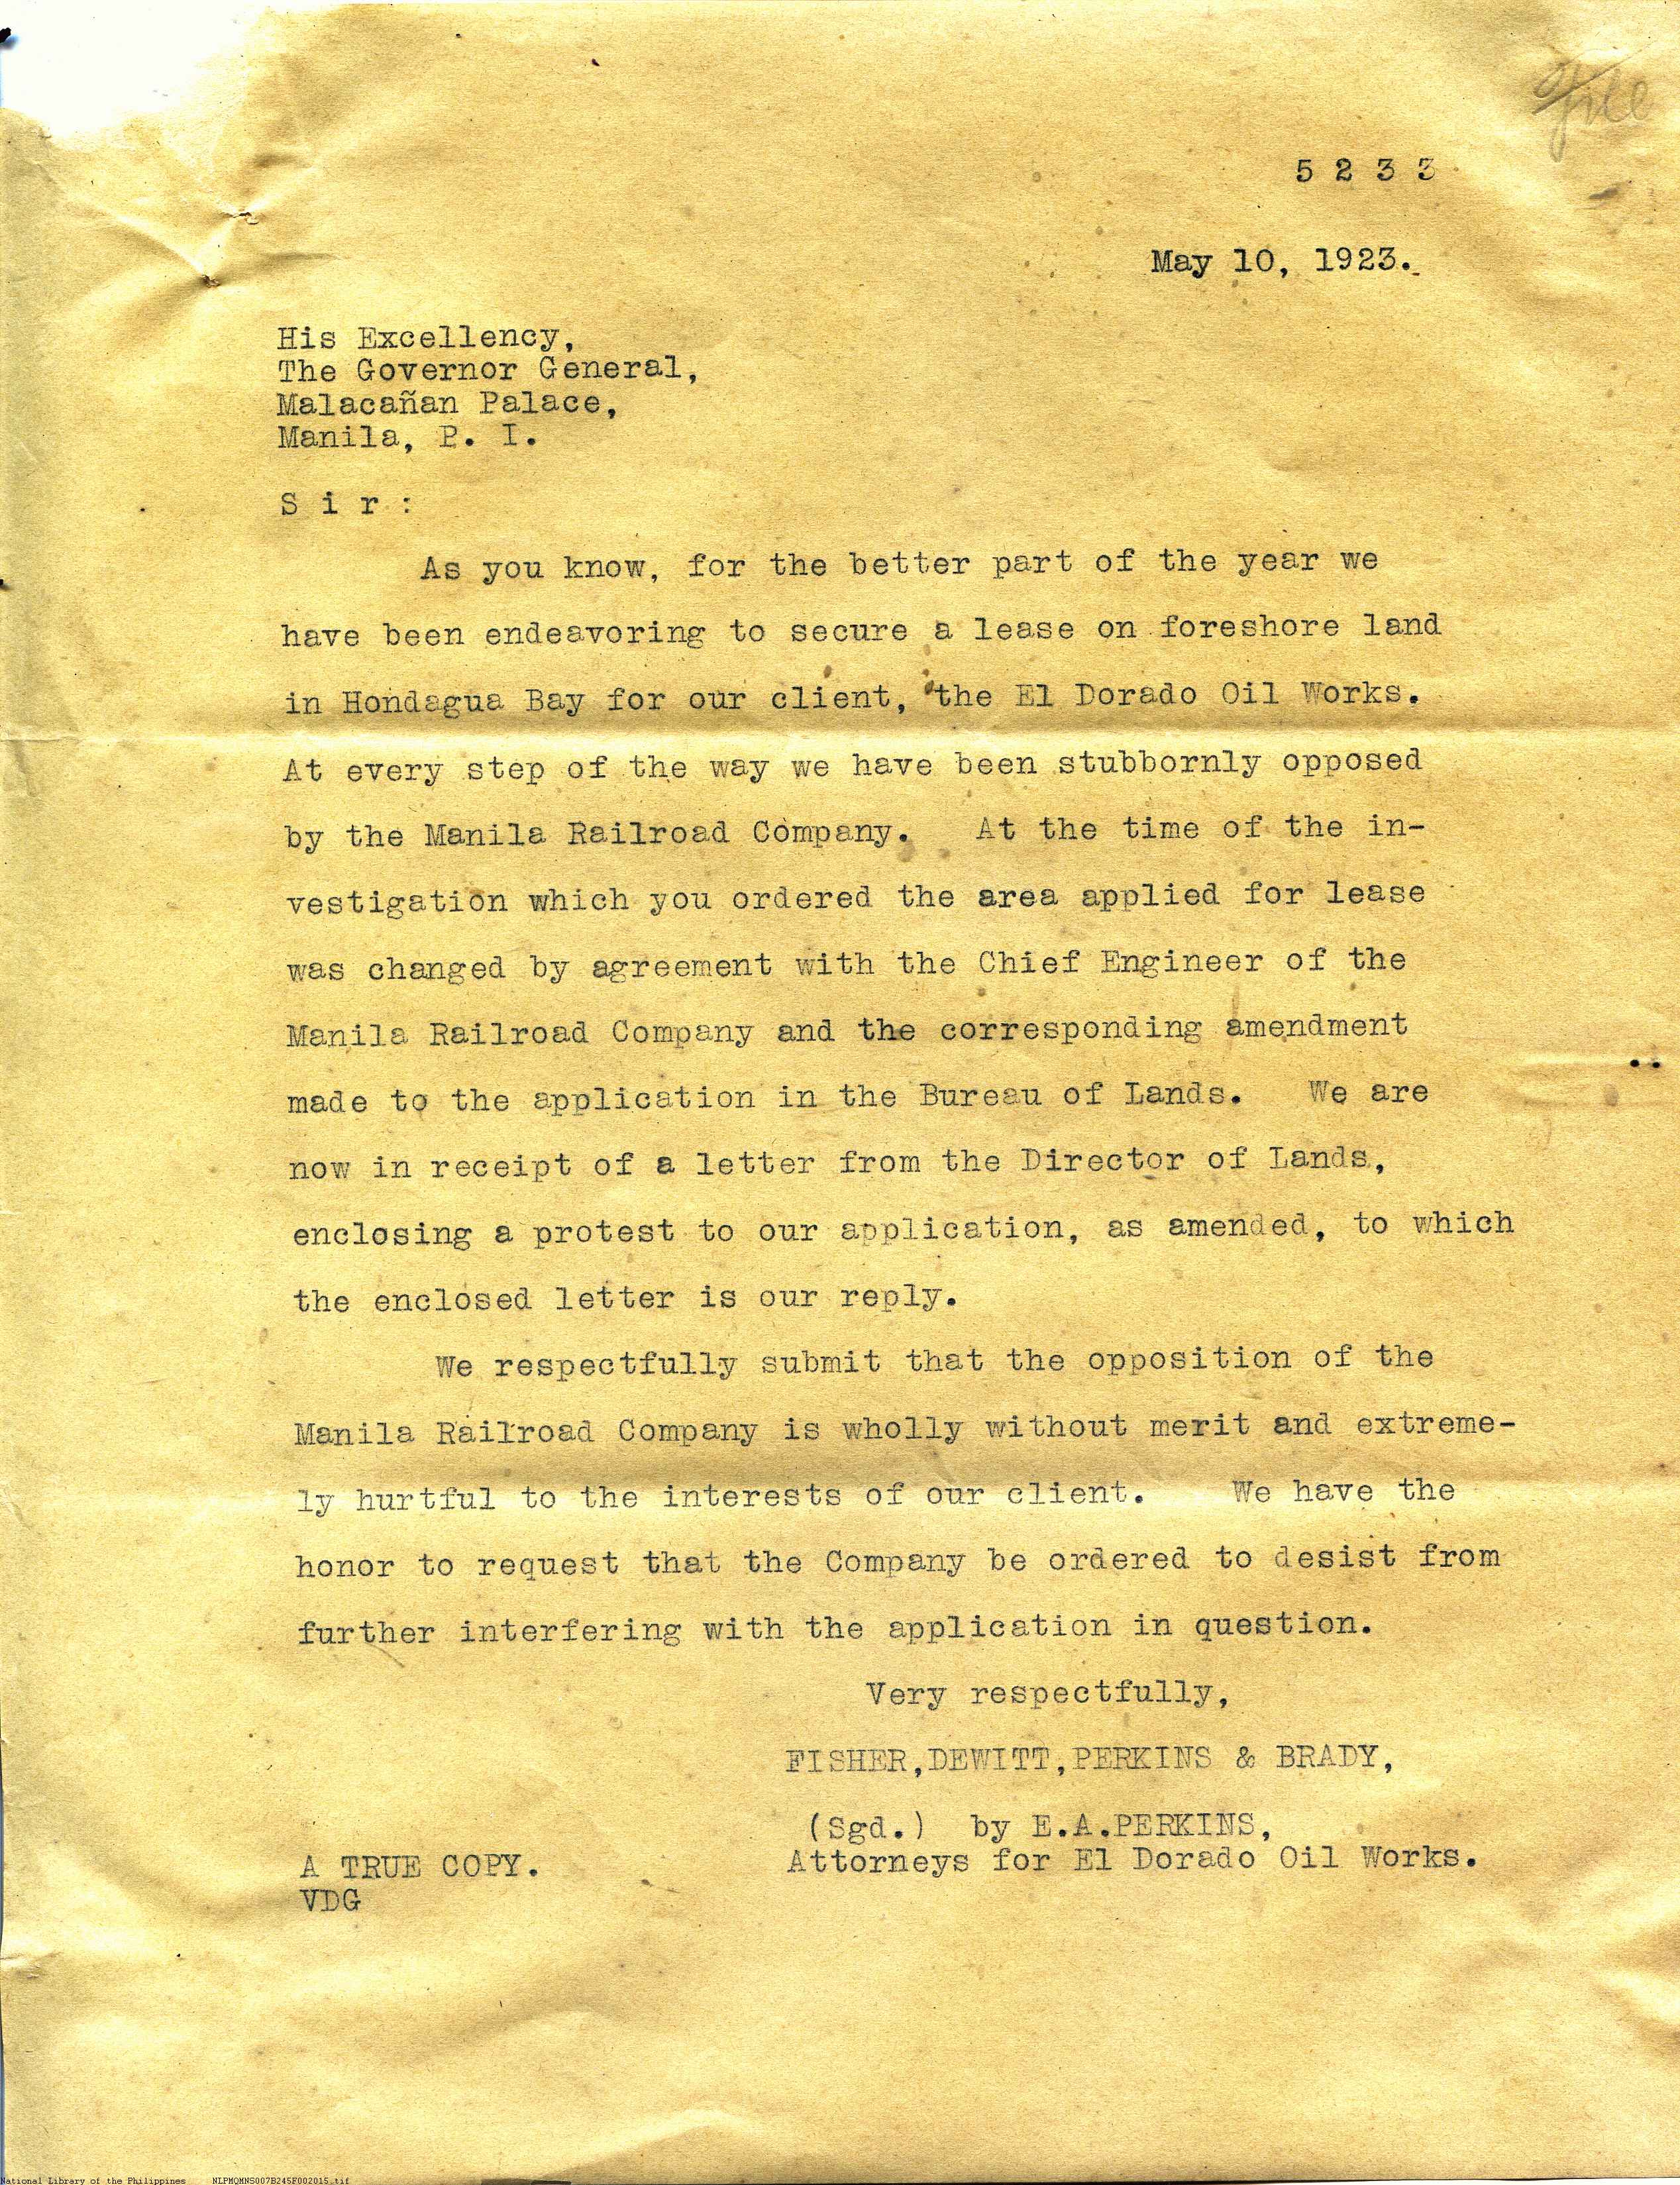 file
5 2 3 3
May 10, 1923.
His Excellency,
The Governor General,
Malacañan Palace,
Manila, P. I.
S i r :
As you know, for the better part of the year we
have been endeavoring to secure a lease on foreshore land
in Hondagua Bay for our client, the El Dorado Oil Works.
At every step of the way we have been stubbornly opposed
by the Manila Railroad Company. At the time of the in-
vestigation which you ordered the area applied for lease
was changed by agreement with the Chief Engineer of the
Manila Railroad Company and the corresponding amendment
made to the application in the Bureau of Lands. We are
now in receipt of a letter from the Director of Lands,
enclosing a protest to our application, as amended, to which
the enclosed letter is our reply.
We respectfully submit that the opposition of the
Manila Railroad Company is wholly without merit and extreme-
ly hurtful to the interests of our client. We have the
honor to request that the Company be ordered to desist from
further interfering with the application in question.
Very respectfully,
FISHER,DEWITT,PERKINS & BRADY,
(Sgd.) by E.A.PERKINS,
Attorneys for El Dorado Oil Works.
A TRUE COPY.
VDG
National Library of the Philippines NLPMQMNS007B245F002015.tif